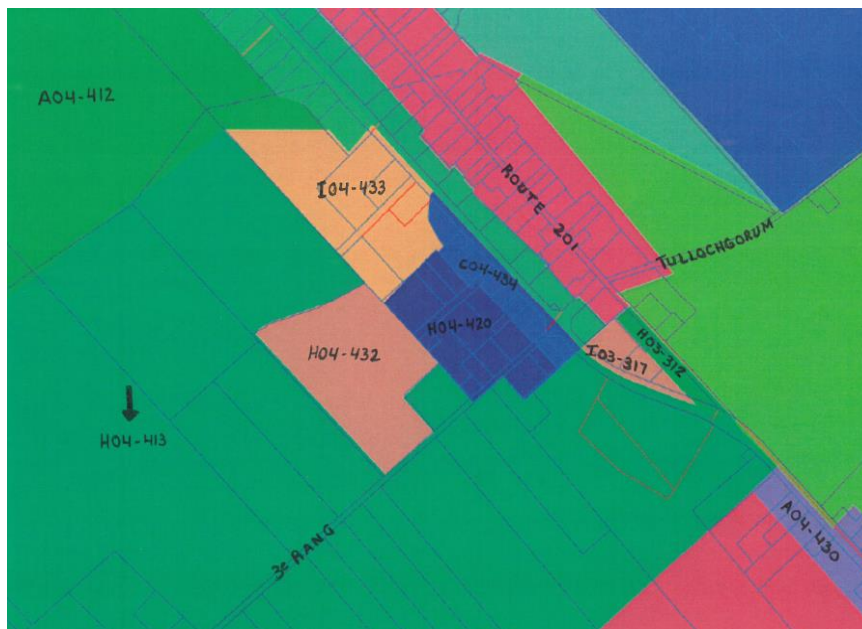 A04-412
I04-433
ROUTE 201
TULLOCHGORUM
C04-434
H04-420
H03-312
H04-432
I03-317
H04-413
A04-430
3e RANG